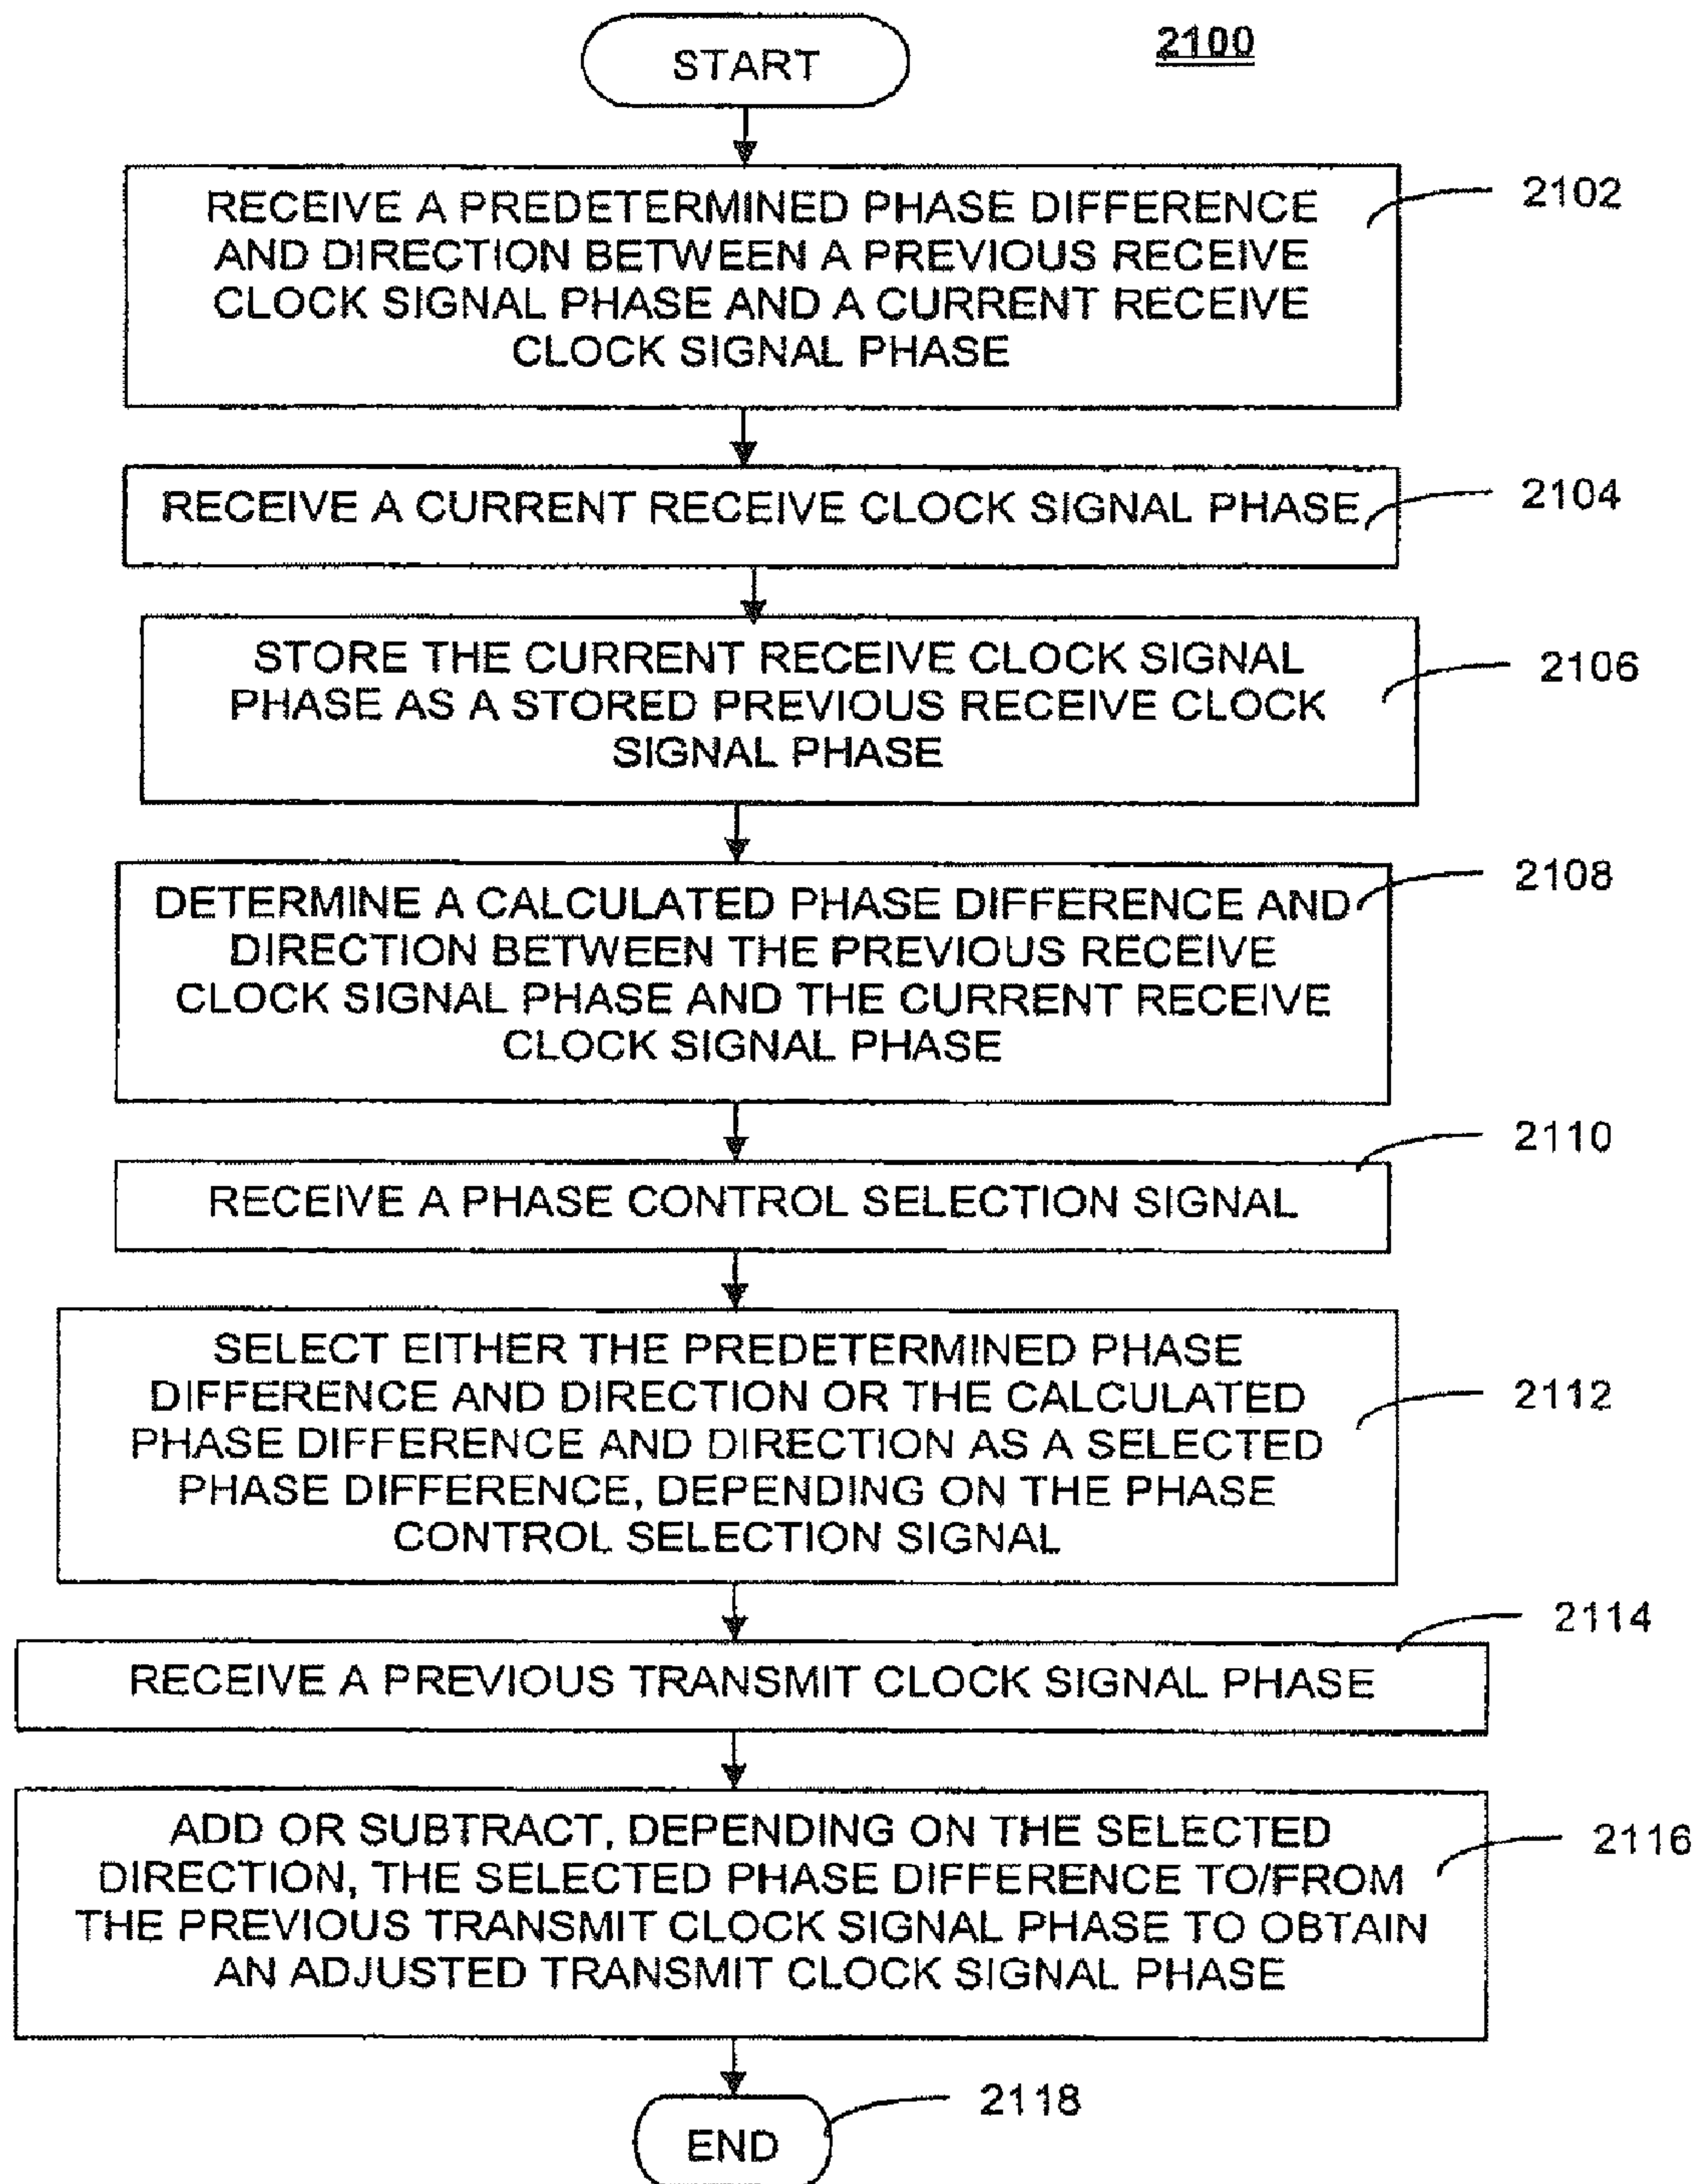 START
2100
RECEIVE A PREDETERMINED PHASE DIFFERENCE
AND DIRECTION BETWEEN A PREVIOUS RECEIVE
CLOCK SIGNAL PHASE AND A CURRENT RECEIVE
CLOCK SIGNAL PHASE
2102
RECEIVE A CURRENT RECEIVE CLOCK SIGNAL PHASE
2104
STORE THE CURRENT RECEIVE CLOCK SIGNAL
PHASE AS A STORED PREVIOUS RECEIVE CLOCK
SIGNAL PHASE
2106
DETERMINE A CALCULATED PHASE DIFFERENCE AND
DIRECTION BETWEEN THE PREVIOUS RECEIVE
CLOCK SIGNAL PHASE AND THE CURRENT RECEIVE
CLOCK SIGNAL PHASE
2108
RECEIVE A PHASE CONTROL SELECTION SIGNAL
2110
SELECT EITHER THE PREDETERMINED PHASE
DIFFERENCE AND DIRECTION OR THE CALCULATED
PHASE DIFFERENCE AND DIRECTION AS A SELECTED
PHASE DIFFERENCE, DEPENDING ON THE PHASE
CONTROL SELECTION SIGNAL
2112
RECEIVE A PREVIOUS TRANSMIT CLOCK SIGNAL PHASE
2114
ADD OR SUBTRACT, DEPENDING ON THE SELECTED
DIRECTION, THE SELECTED PHASE DIFFERENCE TO/FROM
THE PREVIOUS TRANSMIT CLOCK SIGNAL PHASE TO OBTAIN
AN ADJUSTED TRANSMIT CLOCK SIGNAL PHASE
2116
END
2118